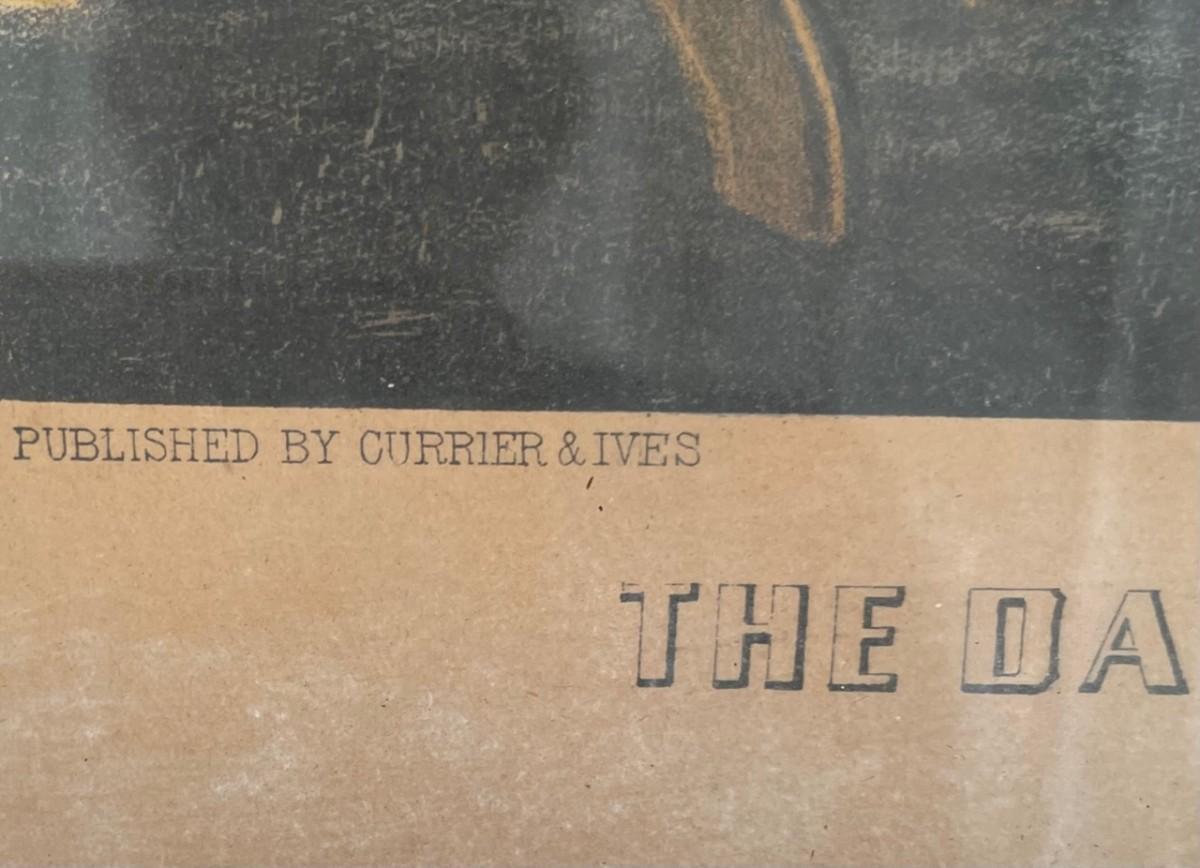 PUBLISHED BY CURRIER & IVES
THE DA